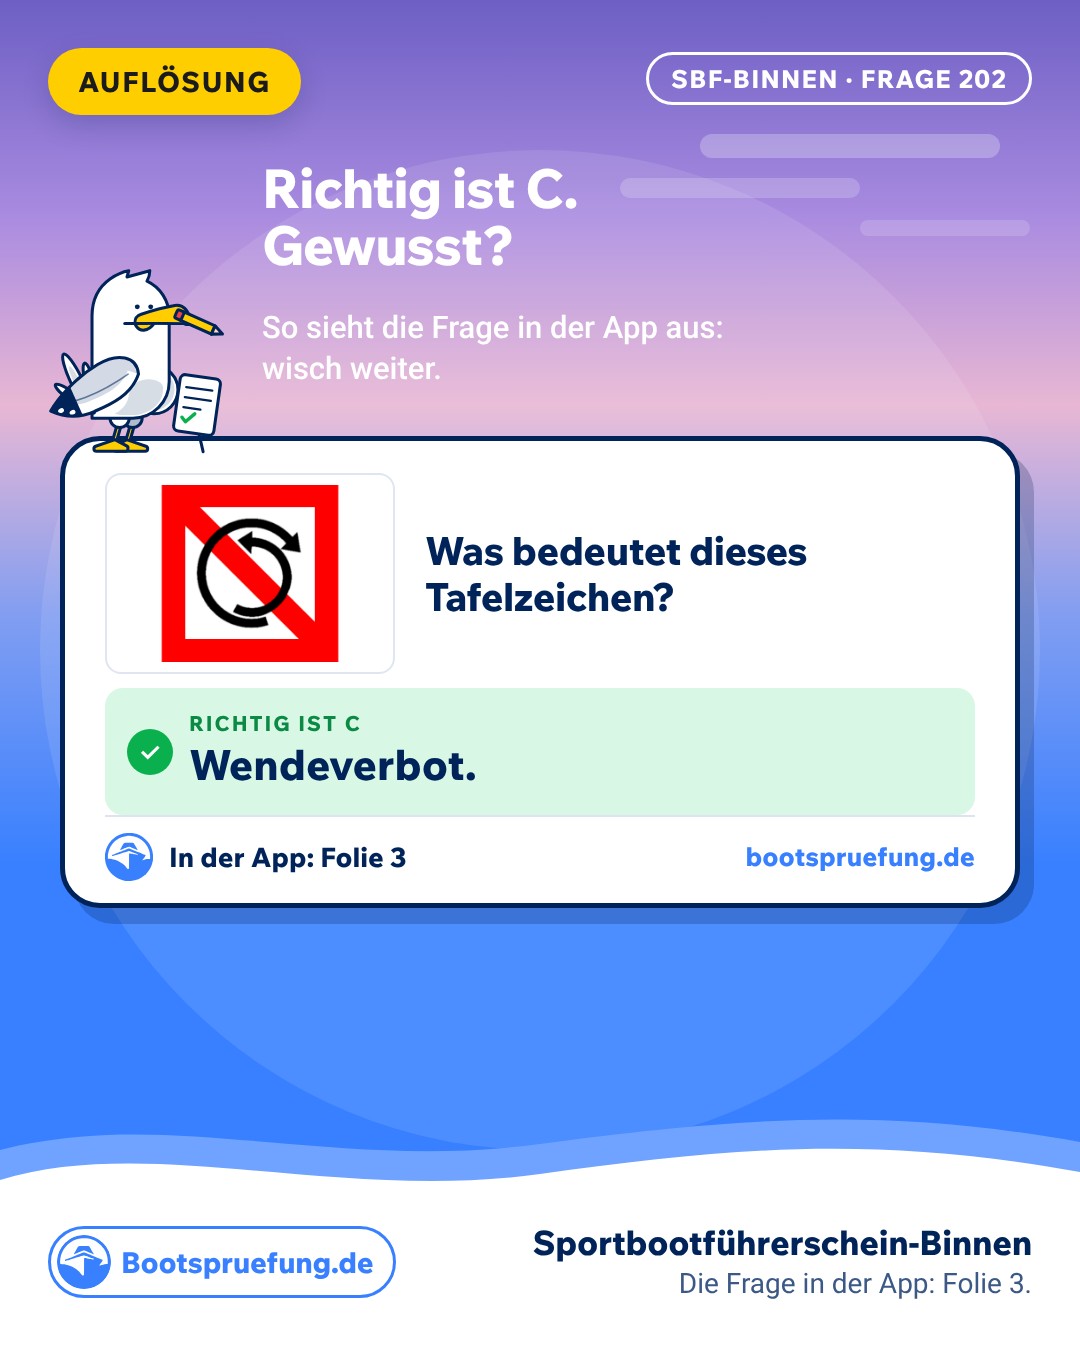 AUFLÖSUNG
SBF-BINNEN · FRAGE 202
Richtig ist C.
Gewusst?
So sieht die Frage in der App aus:
wisch weiter.
Was bedeutet dieses
Tafelzeichen?
RICHTIG IST C
Wendeverbot.
In der App: Folie 3
bootspruefung.de
Bootspruefung.de
Sportbootführerschein-Binnen
Die Frage in der App: Folie 3.